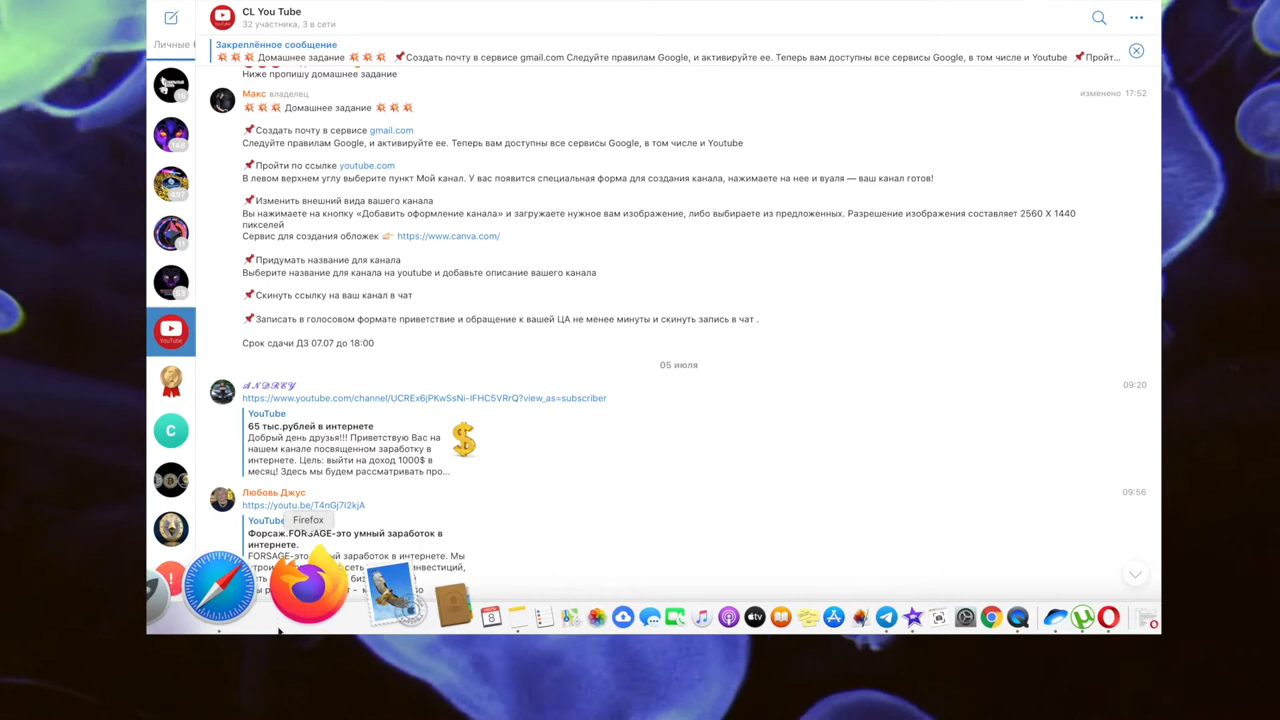 CL You Tube
32 участника, 3 в сети
Личные
Закреплённое сообщение
💥 💥 💥 Домашнее задание 💥 💥 💥 📌Создать почту в сервисе gmail.com Следуйте правилам Google, и активируйте ее. Теперь вам доступны все сервисы Google, в том числе и Youtube 📌Пройт...
Ниже пропишу домашнее задание
Макс владелец
изменено 17:52
💥 💥 💥 Домашнее задание 💥 💥 💥
📌Создать почту в сервисе gmail.com
Следуйте правилам Google, и активируйте ее. Теперь вам доступны все сервисы Google, в том числе и Youtube
📌Пройти по ссылке youtube.com
В левом верхнем углу выберите пункт Мой канал. У вас появится специальная форма для создания канала, нажимаете на нее и вуаля — ваш канал готов!
📌Изменить внешний вида вашего канала
Вы нажимаете на кнопку «Добавить оформление канала» и загружаете нужное вам изображение, либо выбираете из предложенных. Разрешение изображения составляет 2560 X 1440
пикселей
Сервис для создания обложек 👉🏻 https://www.canva.com/
📌Придумать название для канала
Выберите название для канала на youtube и добавьте описание вашего канала
📌Скинуть ссылку на ваш канал в чат
📌Записать в голосовом формате приветствие и обращение к вашей ЦА не менее минуты и скинуть запись в чат .
Срок сдачи ДЗ 07.07 до 18:00
05 июля
𝒜𝒩𝒟𝑅𝐸𝒴
09:20
https://www.youtube.com/channel/UCREx6jPKwSsNi-IFHC5VRrQ?view_as=subscriber
YouTube
65 тыс.рублей в интернете
Добрый день друзья!!! Приветствую Вас на
нашем канале посвященном заработку в
интернете. Цель: выйти на доход 1000$ в
месяц! Здесь мы будем рассматривать про...
Любовь Джус
09:56
https://youtu.be/T4nGj7I2kjA
YouTube
Firefox
Форсаж.FORSAGE-это умный заработок в
интернете.
FORSAGE-это
заработок в интернете. Мы